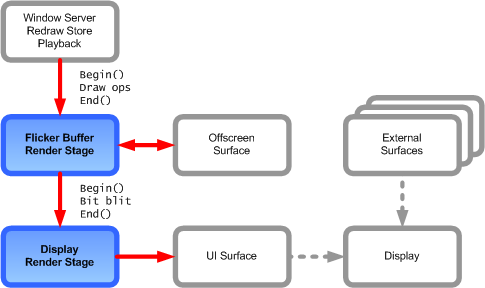 Window Server
Redraw Store
Playback
Begin()
Draw ops
End()
Flicker Buffer
Render Stage
Offscreen
Surface
External
Surfaces
Begin()
Bit blit
End()
Display
Render Stage
UI Surface
Display